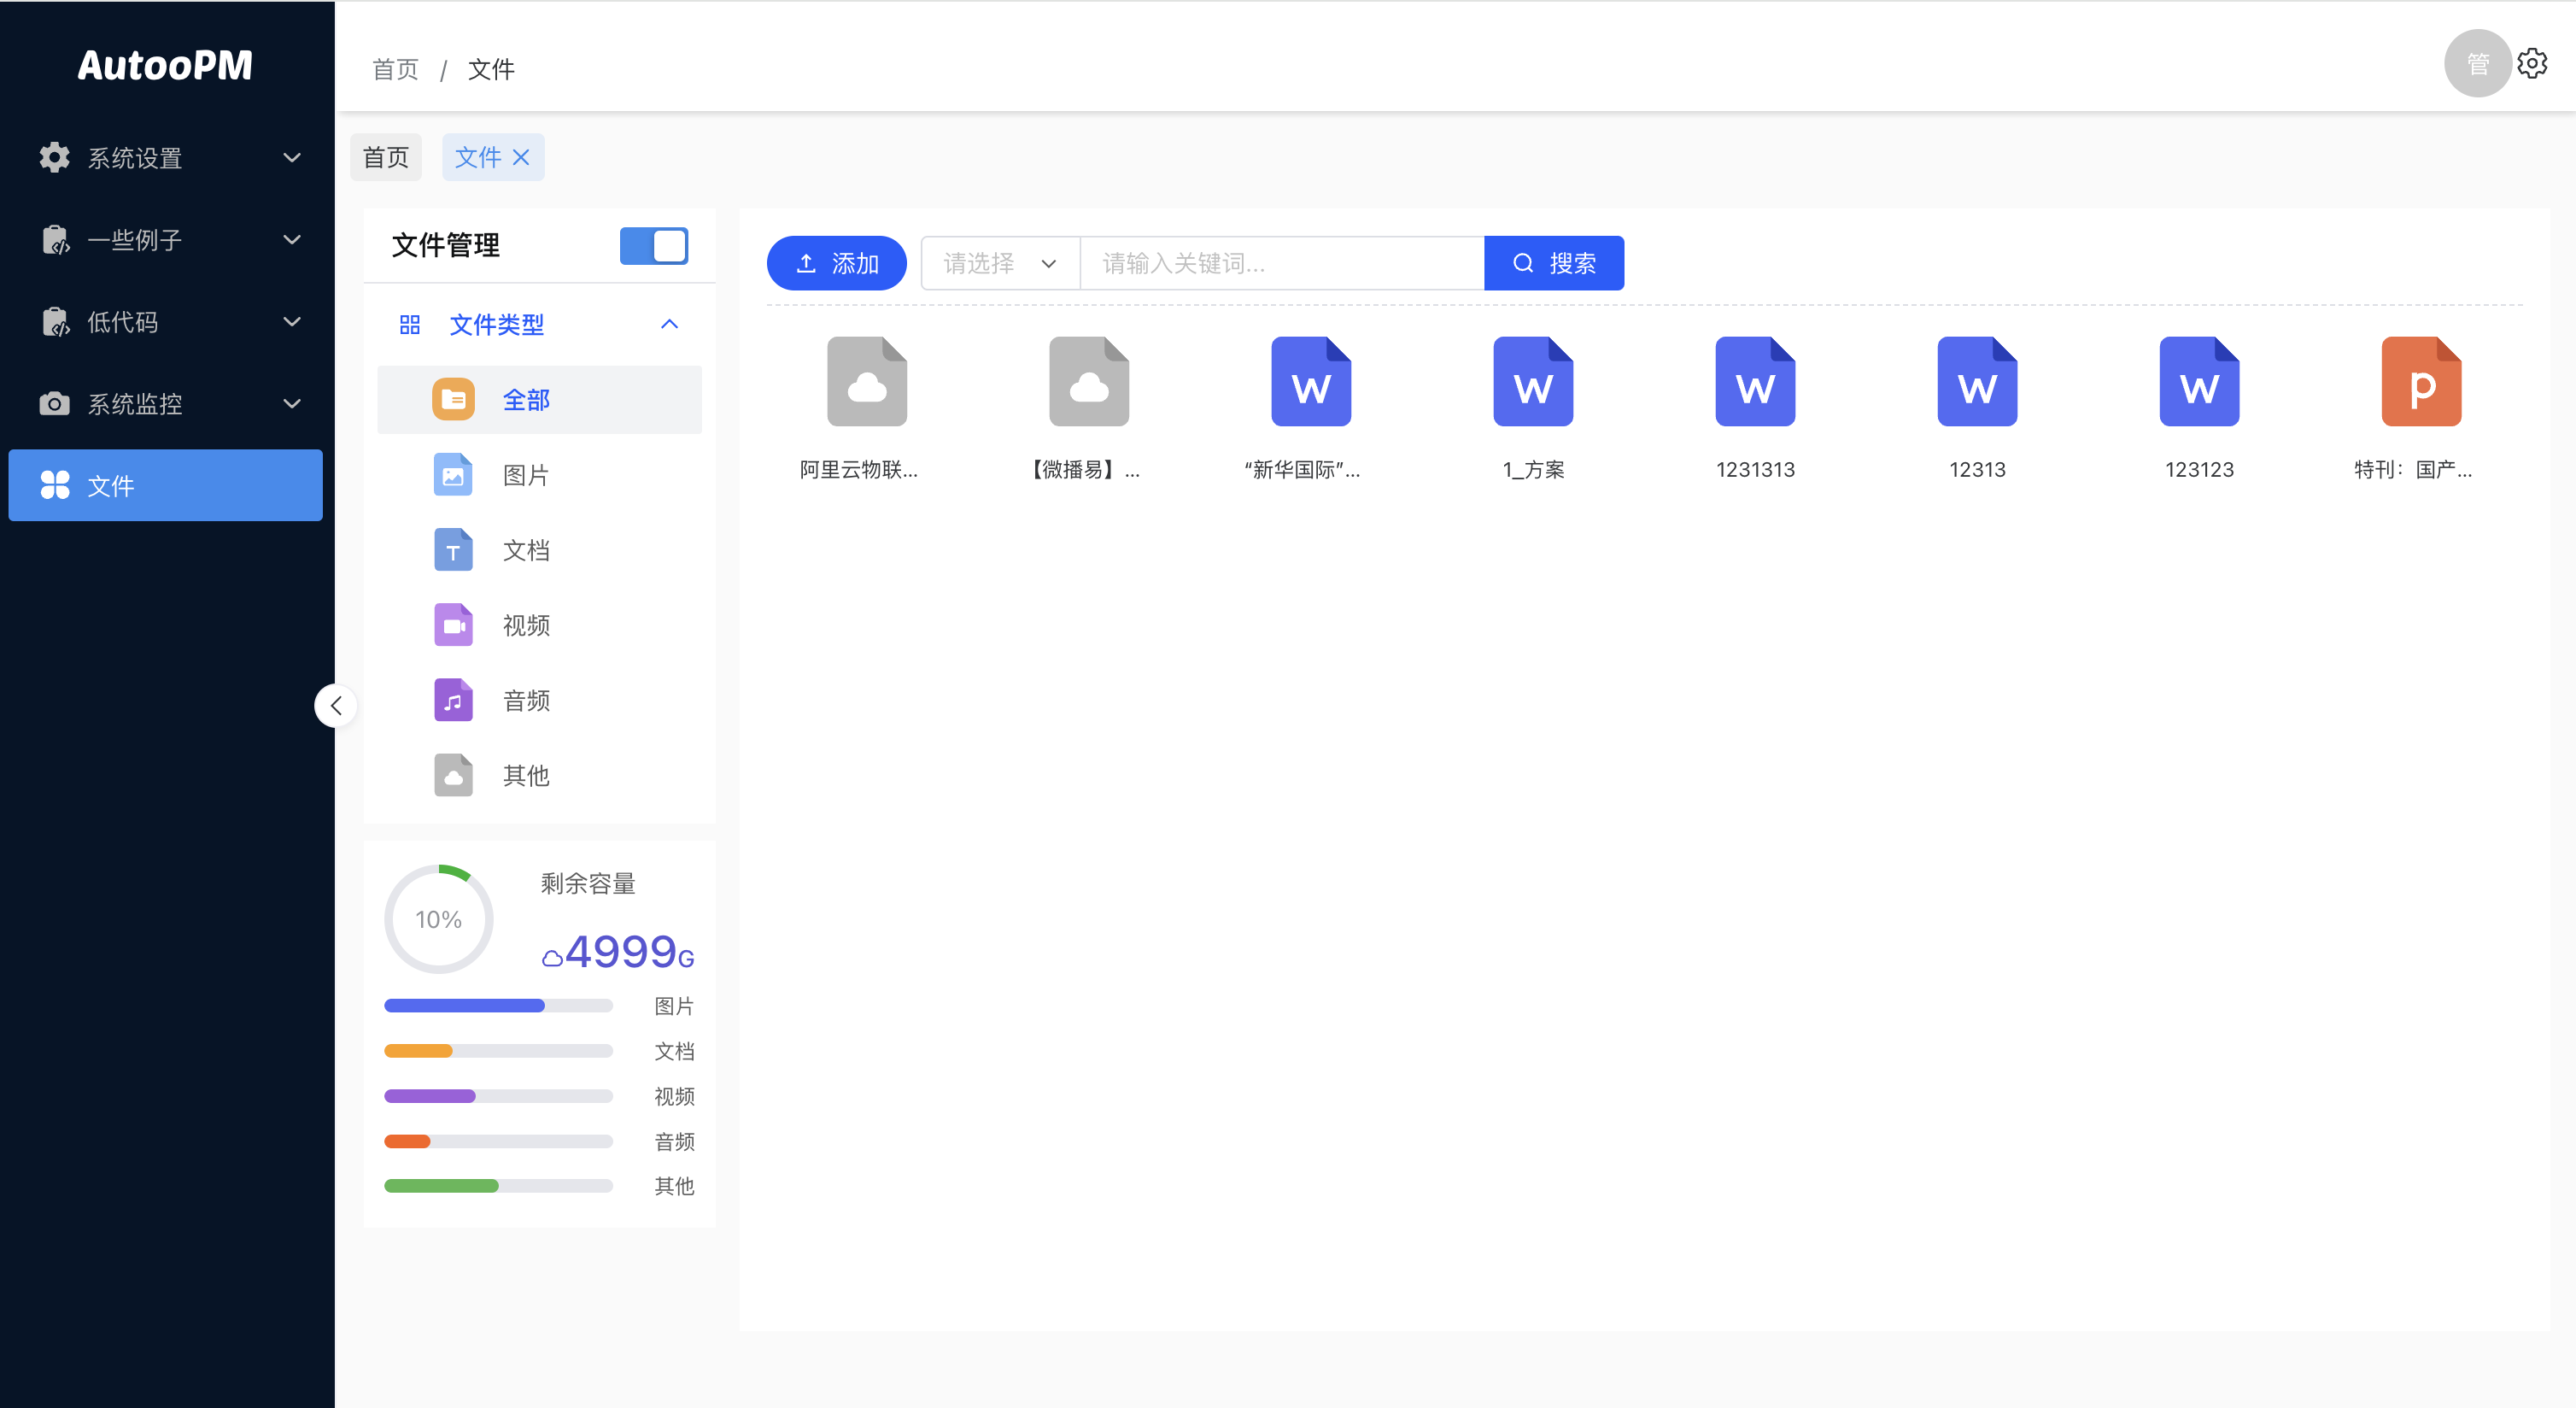 AutooPM
系统设置
一些例子
低代码
系统监控
文件
首页 / 文件
管
首页
文件
文件管理
文件类型
全部
图片
文档
T
视频
音频
其他
10%
剩余容量
4999G
图片
文档
视频
音频
其他
添加
请选择
请输入关键词...
搜索
W W W W W p
阿里云物联...
【微播易】...
“新华国际”...
1_方案
1231313
12313
123123
特刊：国产...